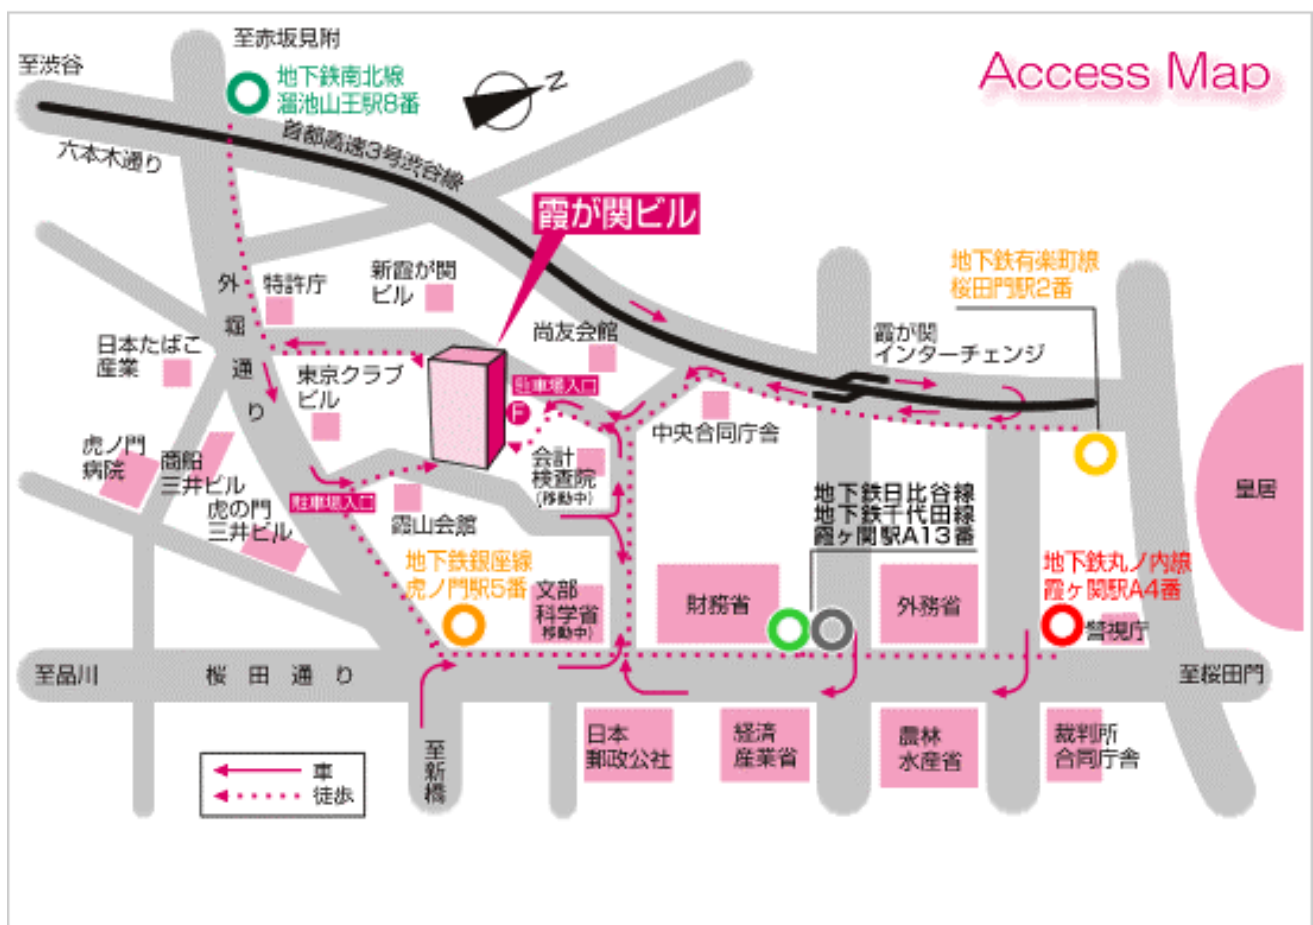 Access Map
至赤坂見附
至渋谷
地下鉄南北線
溜池山王駅8番
N
六本木通り
首都高速3号渋谷線
霞が関ビル
地下鉄有楽町線
桜田門駅2番
外堀通り
特許庁
新霞が関
ビル
尚友会館
霞が関
インターチェンジ
日本たばこ
産業
東京クラブ
ビル
駐車場入口
F
中央合同庁舎
虎ノ門
病院
商船
三井ビル
会計
検査院
(移動中)
皇居
虎の門
三井ビル
駐車場入口
霞山会館
地下鉄日比谷線
地下鉄千代田線
霞ヶ関駅A13番
地下鉄銀座線
虎ノ門駅5番
文部
科学省
移動中)
財務省
外務省
地下鉄丸ノ内線
霞ヶ関駅A4番
警視庁
至品川
桜田通り
至桜田門
至新橋
日本
郵政公社
経済
産業省
農林
水産省
裁判所
合同庁舎
車
徒歩